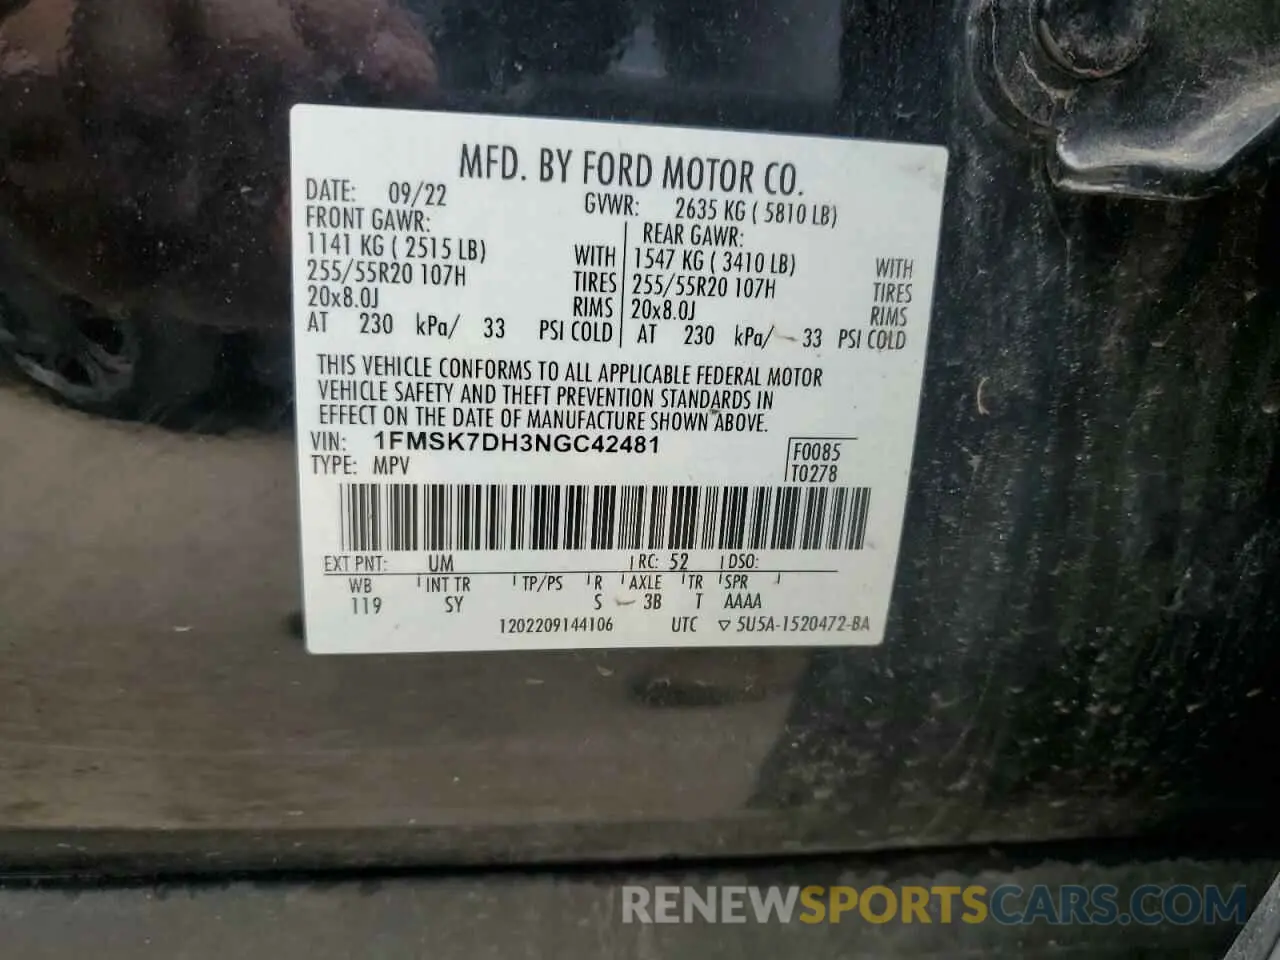 MFD. BY FORD MOTOR CO.
DATE: 09/22 GVWR: 2635 KG ( 5810 LB)
FRONT GAWR: REAR GAWR:
1141 KG ( 2515 LB) WITH 1547 KG ( 3410 LB) WITH
255/55R20 107H TIRES 255/55R20 107H TIRES
20x8.0J RIMS 20x8.0J RIMS
AT 230 kPa/ 33 PSI COLD AT 230 kPa/ 33 PSI COLD
THIS VEHICLE CONFORMS TO ALL APPLICABLE FEDERAL MOTOR
VEHICLE SAFETY AND THEFT PREVENTION STANDARDS IN
EFFECT ON THE DATE OF MANUFACTURE SHOWN ABOVE.
VIN: 1FMSK7DH3NGC42481
TYPE: MPV
F0085
T0278
EXT PNT: UM RC: 52 DSO:
WB INT TR TP/PS R AXLE TR SPR
119 SY S 3B T AAAA
1202209144106 UTC ▽ 5U5A-1520472-BA
RENEWSPORTSCARS.COM